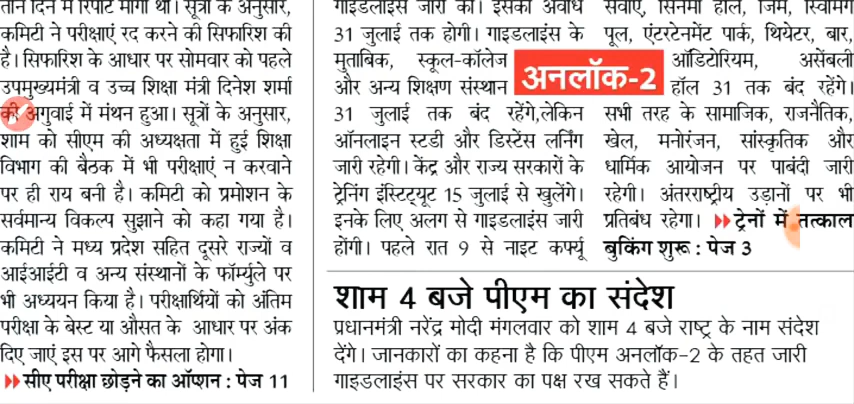 तीन दिन में रिपोर्ट मांगी थी। सूत्रों के अनुसार,
कमिटी ने परीक्षाएं रद करने की सिफारिश की
है। सिफारिश के आधार पर सोमवार को पहले
उपमुख्यमंत्री व उच्च शिक्षा मंत्री दिनेश शर्मा
की अगुवाई में मंथन हुआ। सूत्रों के अनुसार,
शाम को सीएम की अध्यक्षता में हुई शिक्षा
विभाग की बैठक में भी परीक्षाएं न करवाने
पर ही राय बनी है। कमिटी को प्रमोशन के
सर्वमान्य विकल्प सुझाने को कहा गया है।
कमिटी ने मध्य प्रदेश सहित दूसरे राज्यों व
आईआईटी व अन्य संस्थानों के फॉर्म्युले पर
भी अध्ययन किया है। परीक्षार्थियों को अंतिम
परीक्षा के बेस्ट या औसत के आधार पर अंक
दिए जाएं इस पर आगे फैसला होगा।
सीए परीक्षा छोड़ने का ऑप्शन : पेज 11
गाइडलाइंस जारी कीं। इसकी अवधि
31 जुलाई तक होगी। गाइडलाइंस के
मुताबिक, स्कूल-कॉलेज
और अन्य शिक्षण संस्थान
31 जुलाई तक बंद रहेंगे,लेकिन
ऑनलाइन स्टडी और डिस्टेंस लर्निंग
जारी रहेगी। केंद्र और राज्य सरकारों के
ट्रेनिंग इंस्टिट्यूट 15 जुलाई से खुलेंगे।
इनके लिए अलग से गाइडलाइंस जारी
होंगी। पहले रात 9 से नाइट कर्फ्यू
अनलॉक-2
सेवाएं, सिनेमा हॉल, जिम, स्विमिंग
पूल, एंटरटेनमेंट पार्क, थियेटर, बार,
ऑडिटोरियम, असेंबली
हॉल 31 तक बंद रहेंगे।
सभी तरह के सामाजिक, राजनैतिक,
खेल, मनोरंजन, सांस्कृतिक और
धार्मिक आयोजन पर पाबंदी जारी
रहेगी। अंतरराष्ट्रीय उड़ानों पर भी
प्रतिबंध रहेगा। ट्रेनों में तत्काल
बुकिंग शुरू : पेज 3
शाम 4 बजे पीएम का संदेश
प्रधानमंत्री नरेंद्र मोदी मंगलवार को शाम 4 बजे राष्ट्र के नाम संदेश
देंगे। जानकारों का कहना है कि पीएम अनलॉक-2 के तहत जारी
गाइडलाइंस पर सरकार का पक्ष रख सकते हैं।